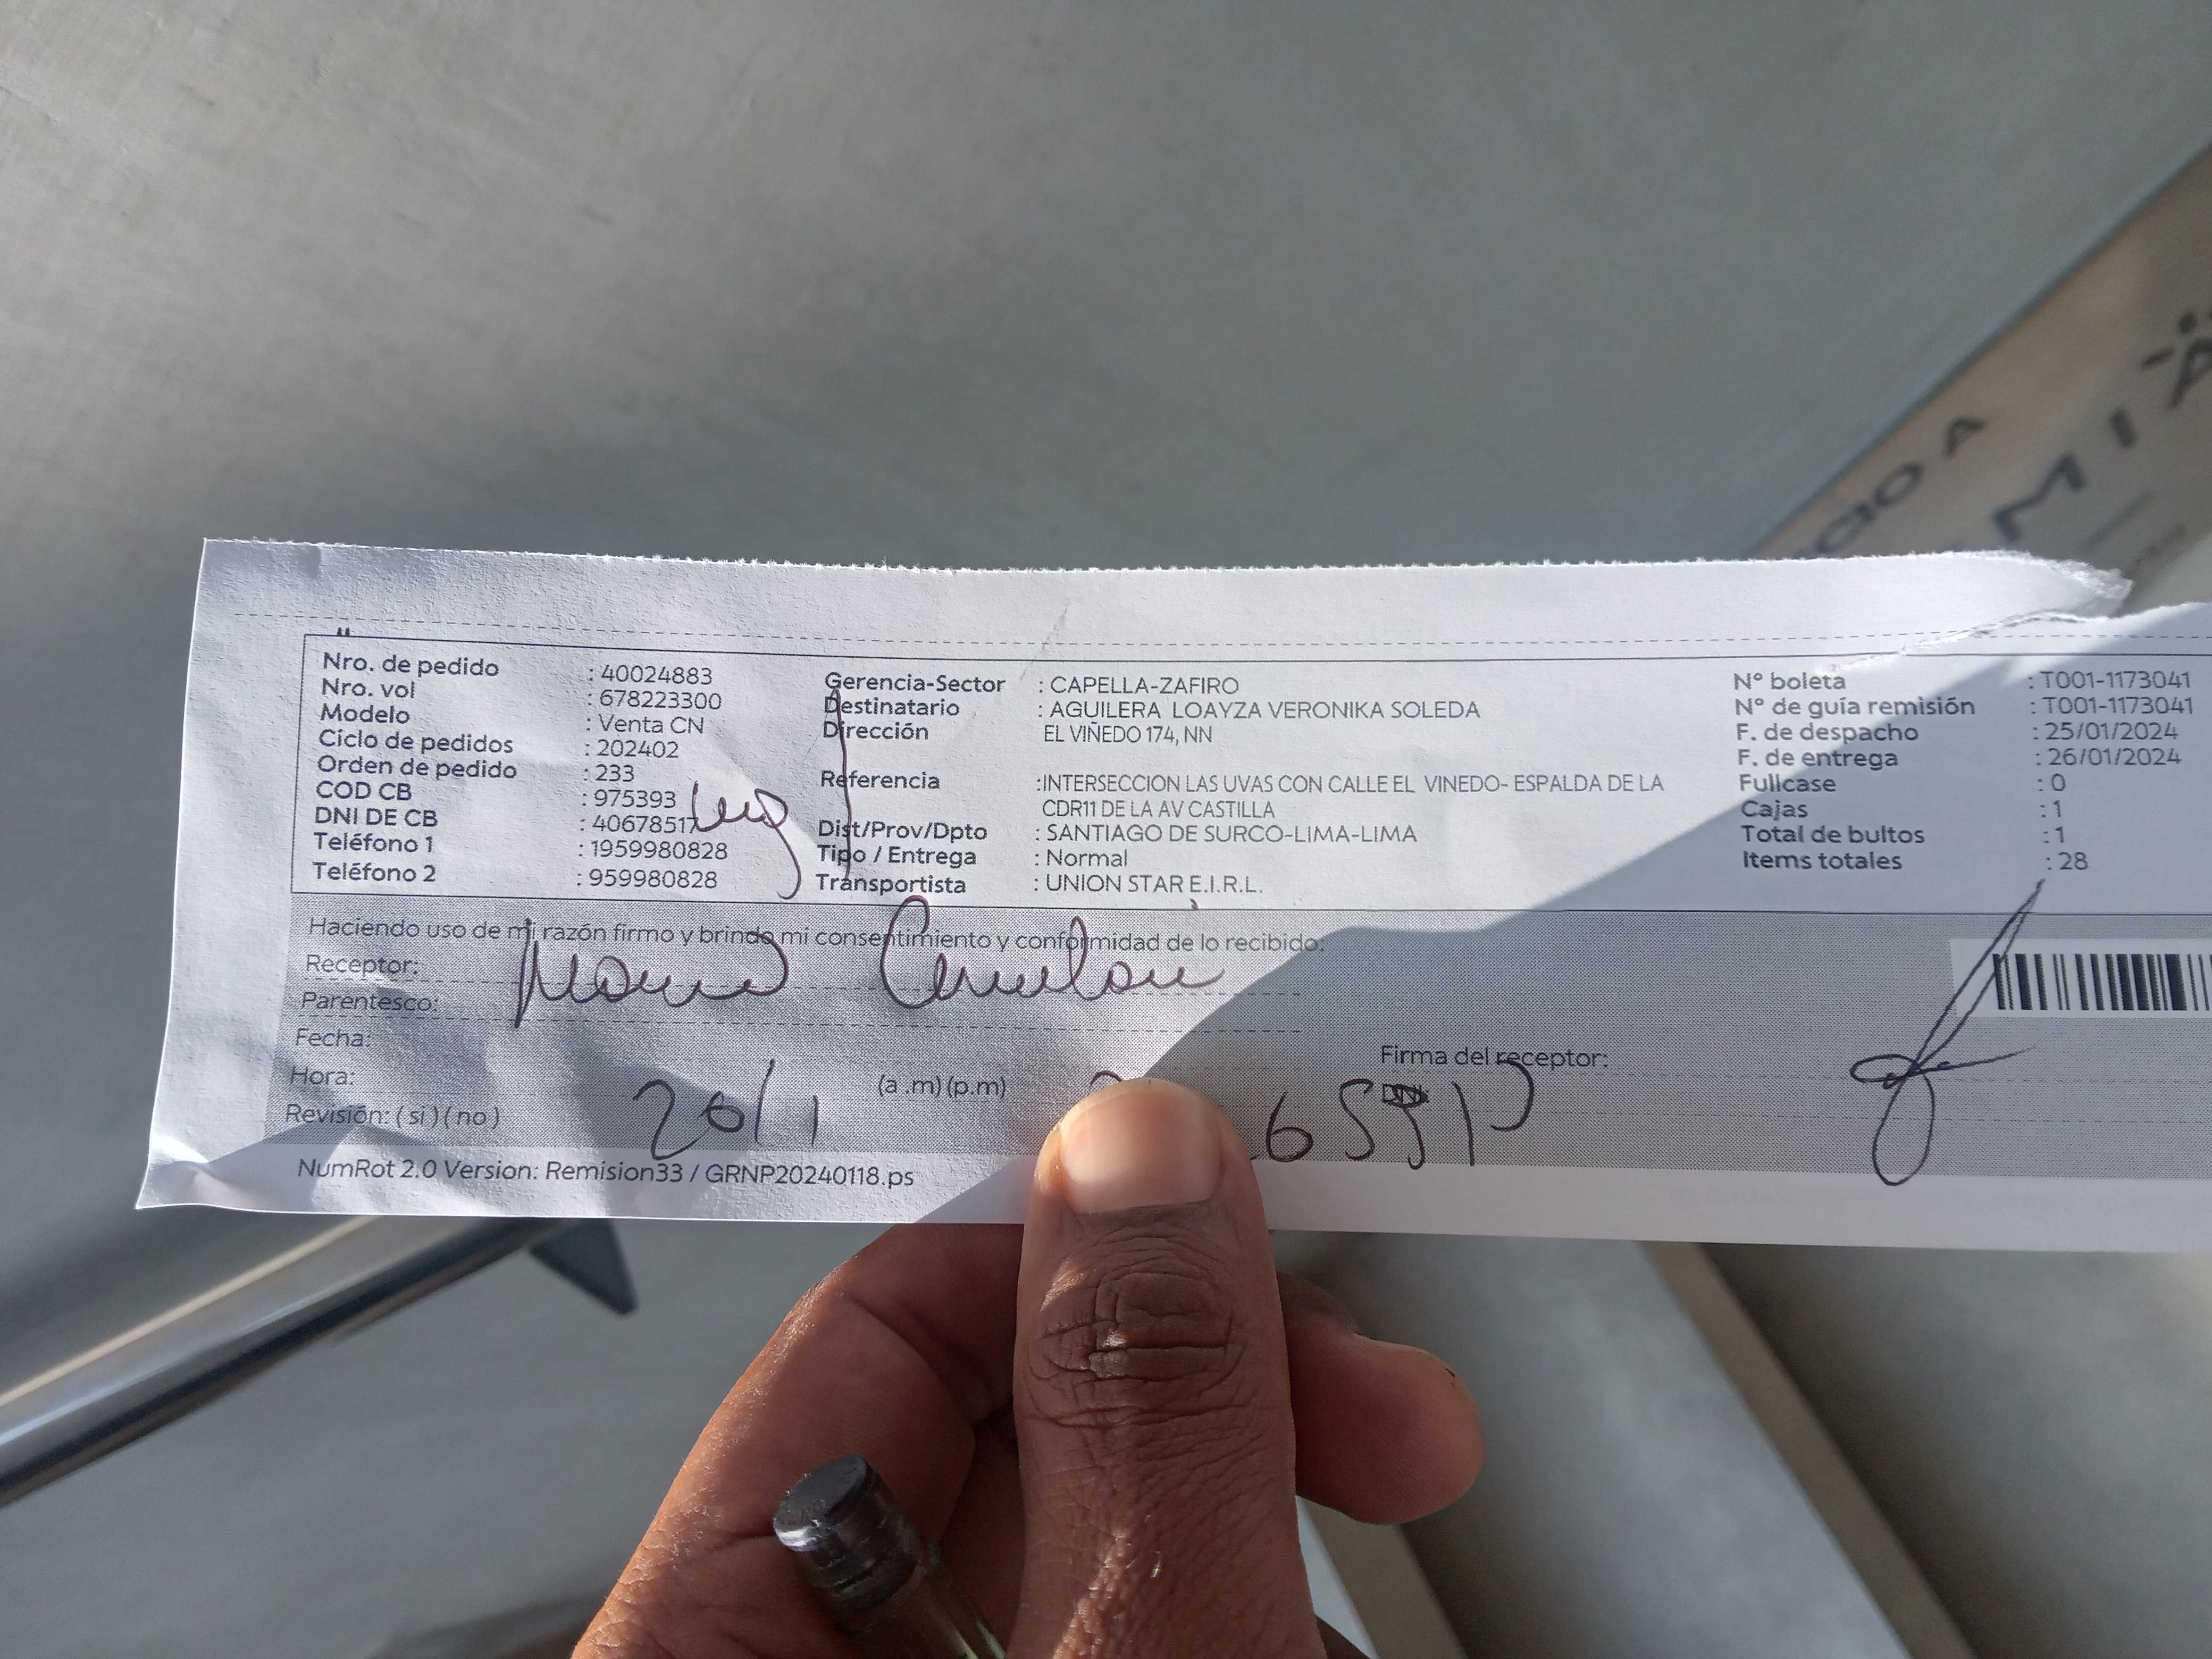 Nro. de pedido : 40024883
Nro. vol : 678223300
Modelo : Venta CN
Ciclo de pedidos : 202402
Orden de pedido : 233
COD CB : 975393
DNI DE CB : 40678517
Teléfono 1 : 1959980828
Teléfono 2 : 959980828
Gerencia-Sector : CAPELLA-ZAFIRO
Destinatario : AGUILERA LOAYZA VERONIKA SOLEDA
Dirección EL VIÑEDO 174, NN
Referencia :INTERSECCION LAS UVAS CON CALLE EL VINEDO- ESPALDA DE LA
CDR11 DE LA AV CASTILLA
Dist/Prov/Dpto : SANTIAGO DE SURCO-LIMA-LIMA
Tipo / Entrega : Normal
Transportista : UNION STAR E.I.R.L.
Nº boleta : T001-1173041
Nº de guía remisión : T001-1173041
F. de despacho : 25/01/2024
F. de entrega : 26/01/2024
Fullcase : 0
Cajas : 1
Total de bultos : 1
Items totales : 28
Haciendo uso de mi razón firmo y brindo mi consentimiento y conformidad de lo recibido:
Receptor:
Parentesco:
Fecha:
Hora: (a .m) (p.m)
Revisión: ( si ) ( no )
Firma del receptor:
DNI:
NumRot 2.0 Version: Remision33 / GRNP20240118.ps